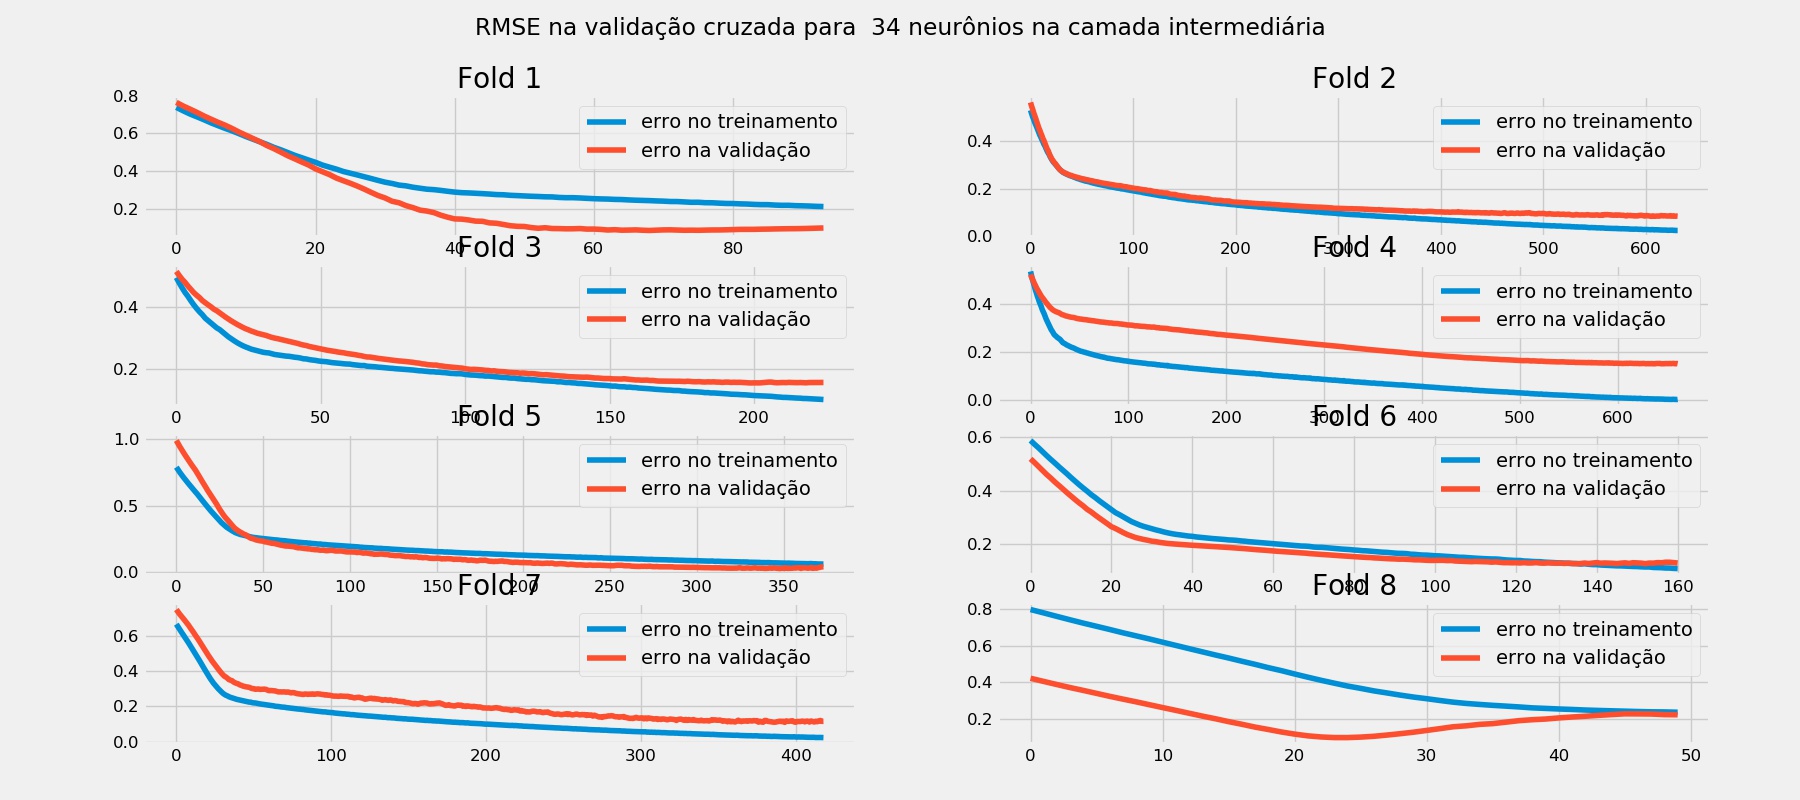 RMSE na validação cruzada para  34 neurônios na camada intermediária
Fold 1
0.8
0.6
0.4
0.2
erro no treinamento
erro na validação
0 20 40 60 80
Fold 2
0.4
0.2
0.0
erro no treinamento
erro na validação
0 100 200 300 400 500 600
Fold 3
0.4
0.2
erro no treinamento
erro na validação
0 50 100 150 200
Fold 4
0.4
0.2
0.0
erro no treinamento
erro na validação
0 100 200 300 400 500 600
Fold 5
1.0
0.5
0.0
erro no treinamento
erro na validação
0 50 100 150 200 250 300 350
Fold 6
0.6
0.4
0.2
erro no treinamento
erro na validação
0 20 40 60 80 100 120 140 160
Fold 7
0.6
0.4
0.2
0.0
erro no treinamento
erro na validação
0 100 200 300 400
Fold 8
0.8
0.6
0.4
0.2
erro no treinamento
erro na validação
0 10 20 30 40 50